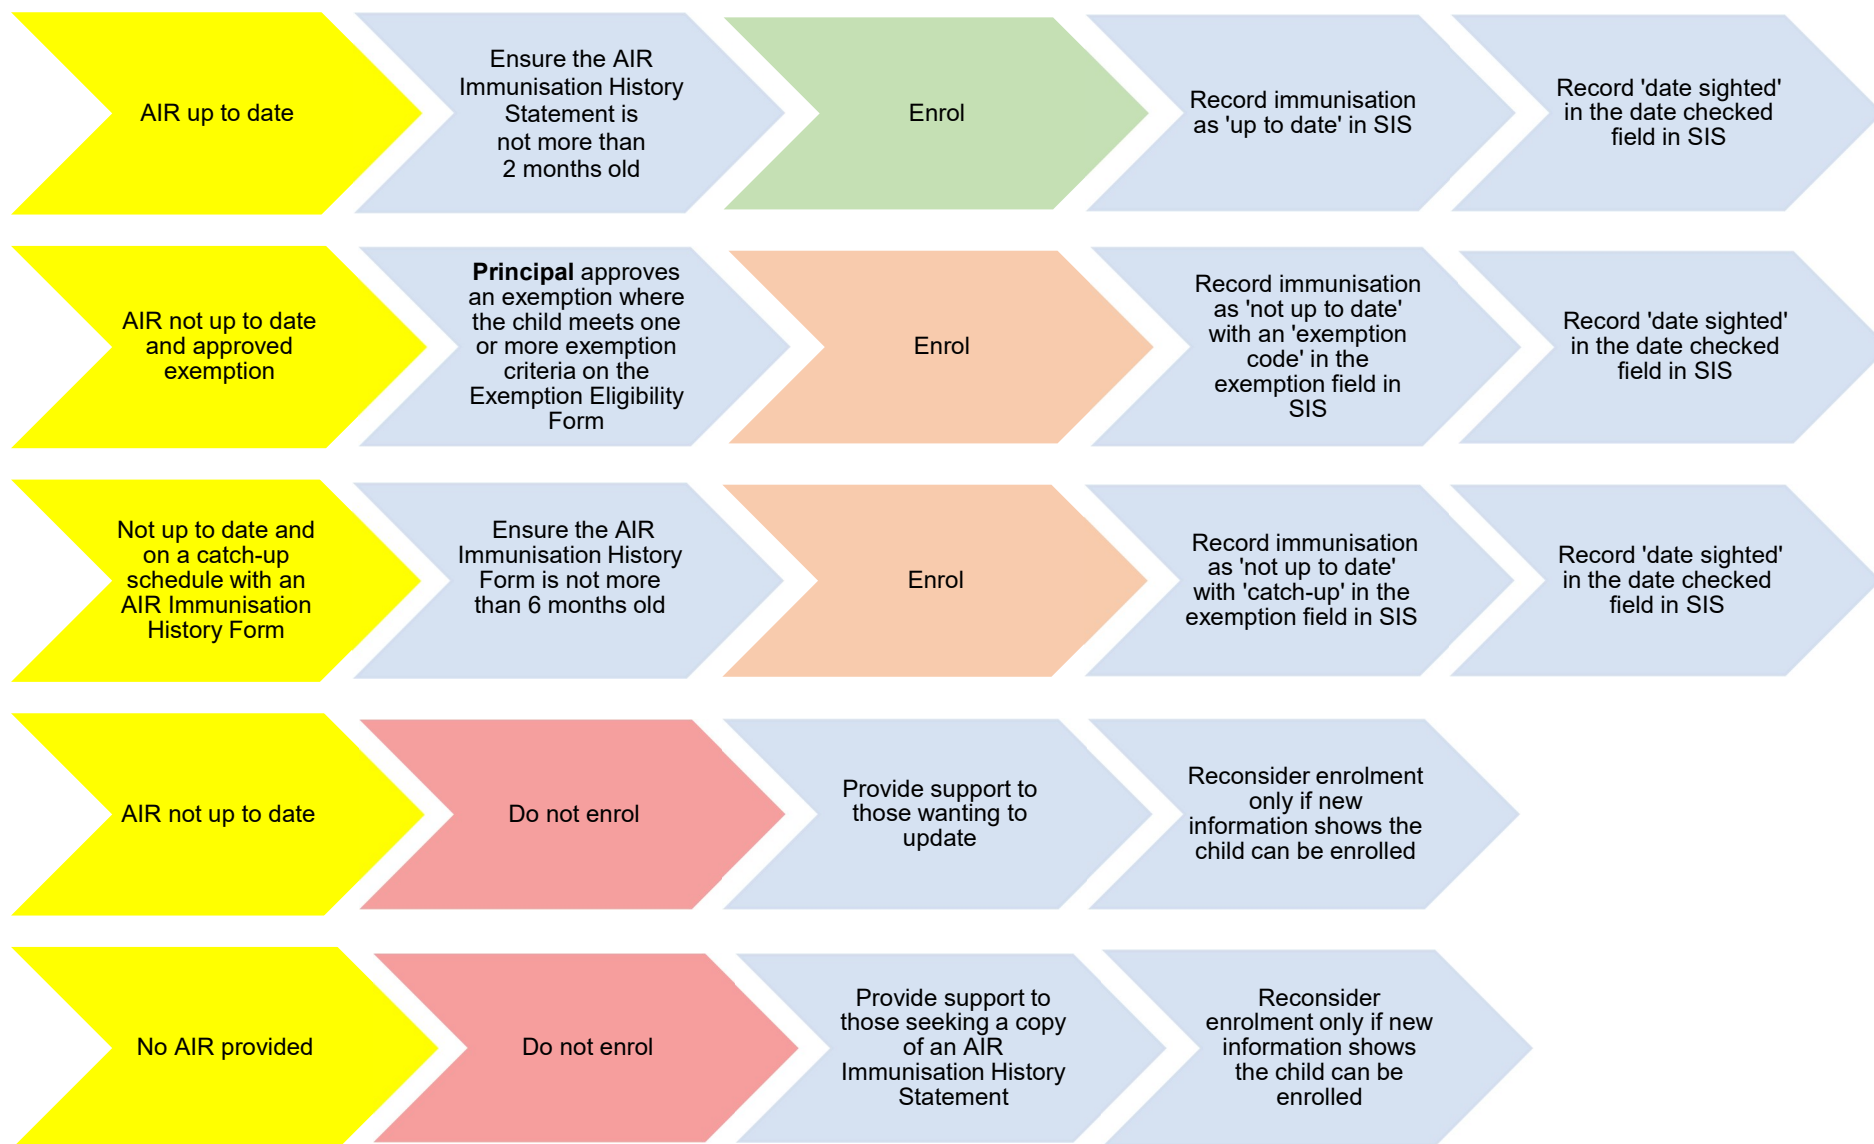 AIR up to date
Ensure the AIR
Immunisation History
Statement is
not more than
2 months old
Enrol
Record immunisation
as 'up to date' in SIS
Record 'date sighted'
in the date checked
field in SIS
AIR not up to date
and approved
exemption
Principal approves
an exemption where
the child meets one
or more exemption
criteria on the
Exemption Eligibility
Form
Enrol
Record immunisation
as 'not up to date'
with an 'exemption
code' in the
exemption field in
SIS
Record 'date sighted'
in the date checked
field in SIS
Not up to date and
on a catch-up
schedule with an
AIR Immunisation
History Form
Ensure the AIR
Immunisation History
Form is not more
than 6 months old
Enrol
Record immunisation
as 'not up to date'
with 'catch-up' in the
exemption field in SIS
Record 'date sighted'
in the date checked
field in SIS
AIR not up to date
Do not enrol
Provide support to
those wanting to
update
Reconsider enrolment
only if new
information shows the
child can be enrolled
No AIR provided
Do not enrol
Provide support to
those seeking a copy
of an AIR
Immunisation History
Statement
Reconsider
enrolment only if new
information shows
the child can be
enrolled